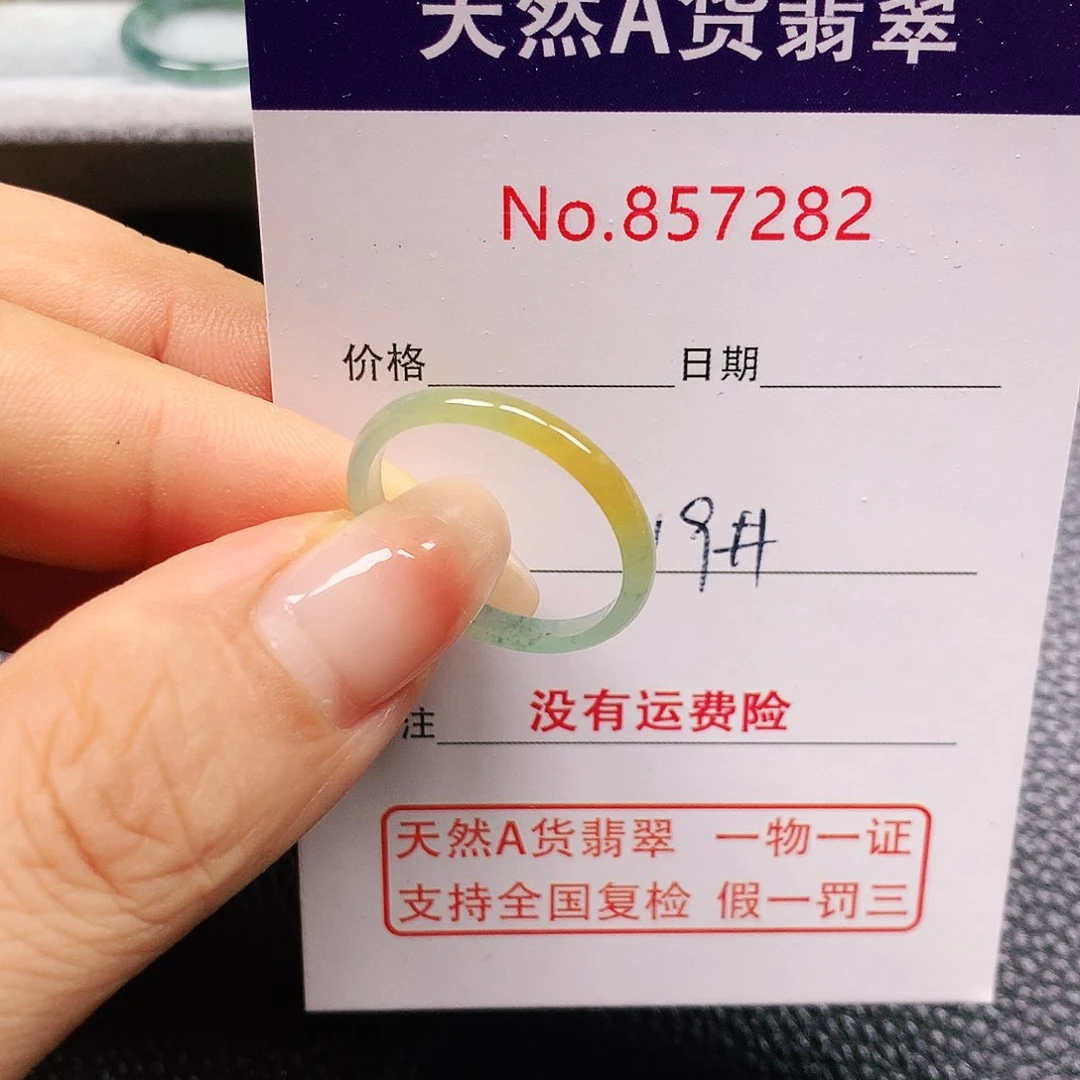 天然A货翡翠
No.857282
价格 日期
19#
注 没有运费险
天然A货翡翠 一物一证
支持全国复检 假一罚三